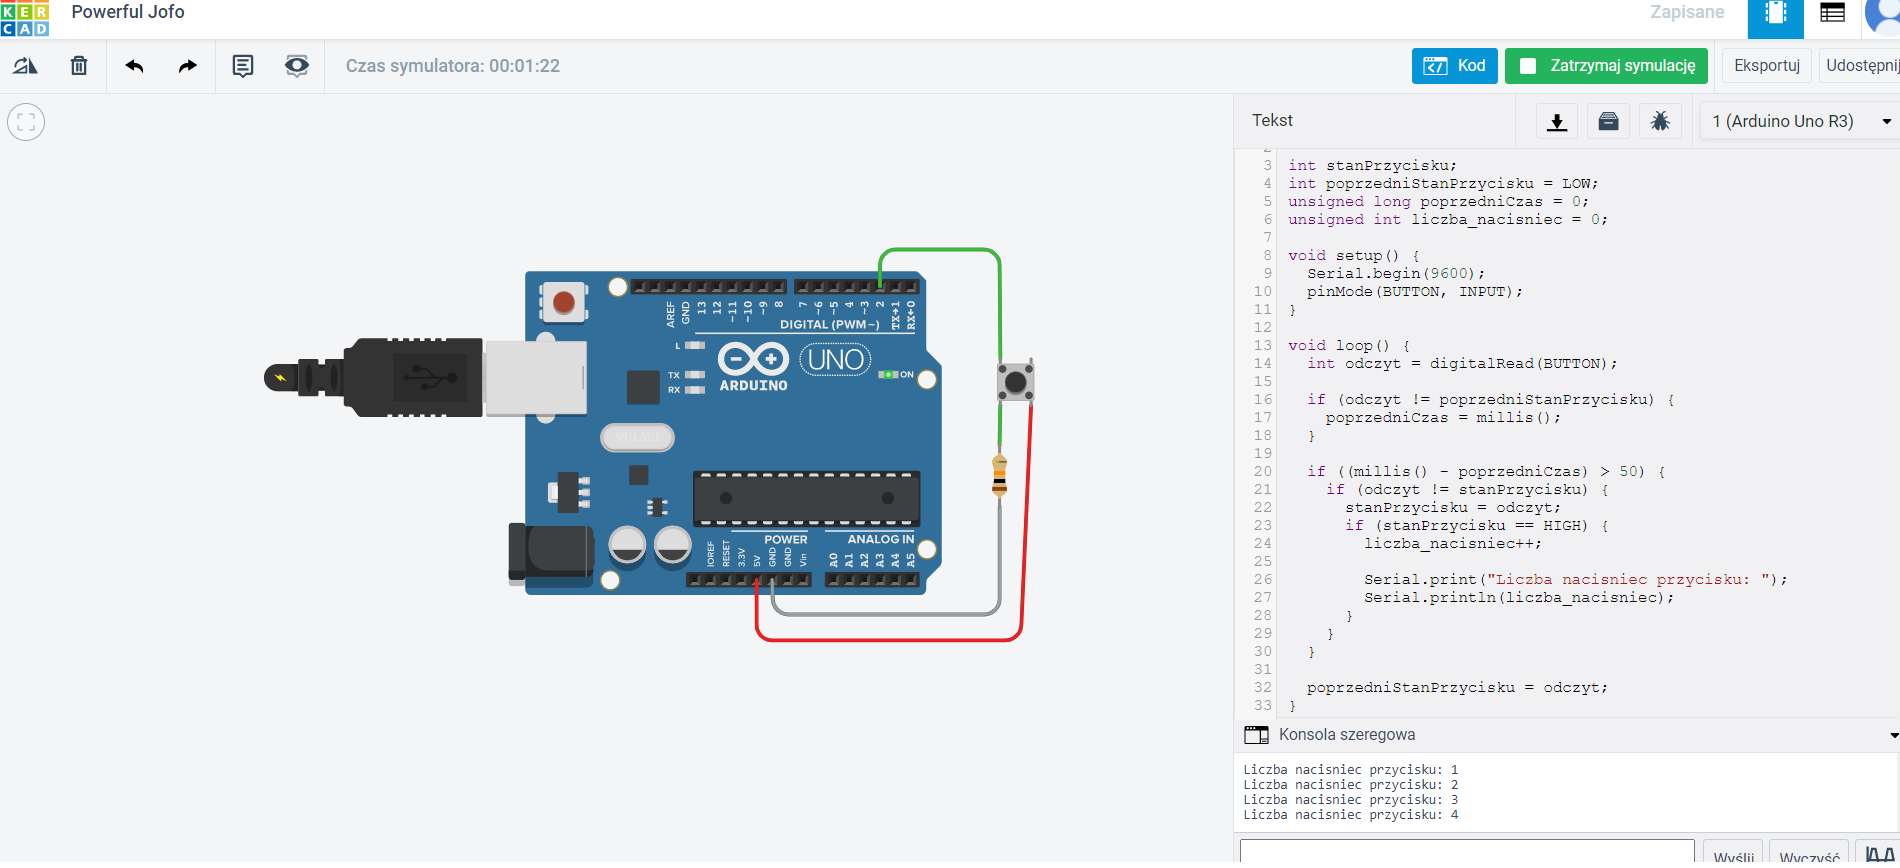 KER
CAD
Powerful Jofo
Zapisane
Czas symulatora: 00:01:22
Kod
Zatrzymaj symulację
Eksportuj
Udostępnij
Tekst
1 (Arduino Uno R3)
2
3 int stanPrzycisku;
4 int poprzedniStanPrzycisku = LOW;
5 unsigned long poprzedniCzas = 0;
6 unsigned int liczba_nacisniec = 0;
7
8 void setup() {
9 Serial.begin(9600);
10 pinMode(BUTTON, INPUT);
11 }
12
13 void loop() {
14 int odczyt = digitalRead(BUTTON);
15
16 if (odczyt != poprzedniStanPrzycisku) {
17 poprzedniCzas = millis();
18 }
19
20 if ((millis() - poprzedniCzas) > 50) {
21 if (odczyt != stanPrzycisku) {
22 stanPrzycisku = odczyt;
23 if (stanPrzycisku == HIGH) {
24 liczba_nacisniec++;
25
26 Serial.print("Liczba nacisniec przycisku: ");
27 Serial.println(liczba_nacisniec);
28 }
29 }
30 }
31
32 poprzedniStanPrzycisku = odczyt;
33 }
AREF GND 13 12 ~11 ~10 ~9 8 7 ~6 ~5 4 ~3 2 TX→1 RX←0
DIGITAL (PWM~)
L
TX
RX
ARDUINO
UNO
ON
POWER
ANALOG IN
IOREF RESET 3.3V 5V GND GND Vin A0 A1 A2 A3 A4 A5
Konsola szeregowa
Liczba nacisniec przycisku: 1
Liczba nacisniec przycisku: 2
Liczba nacisniec przycisku: 3
Liczba nacisniec przycisku: 4
Wyślij
Wyczyść